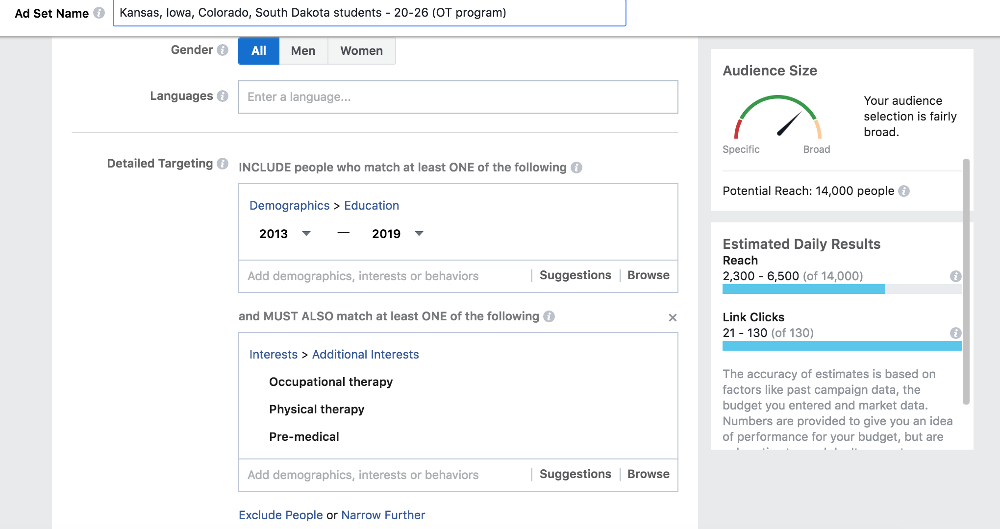 Ad Set Name
Kansas, Iowa, Colorado, South Dakota students - 20-26 (OT program)
Gender
All
Men
Women
Languages
Enter a language...
Detailed Targeting
INCLUDE people who match at least ONE of the following
Demographics > Education
2013 — 2019
Add demographics, interests or behaviors
Suggestions
Browse
and MUST ALSO match at least ONE of the following
Interests > Additional Interests
Occupational therapy
Physical therapy
Pre-medical
Add demographics, interests or behaviors
Suggestions
Browse
Exclude People or Narrow Further
Audience Size
Your audience
selection is fairly
broad.
Specific
Broad
Potential Reach: 14,000 people
Estimated Daily Results
Reach
2,300 - 6,500 (of 14,000)
Link Clicks
21 - 130 (of 130)
The accuracy of estimates is based on
factors like past campaign data, the
budget you entered and market data.
Numbers are provided to give you an idea
of performance for your budget, but are